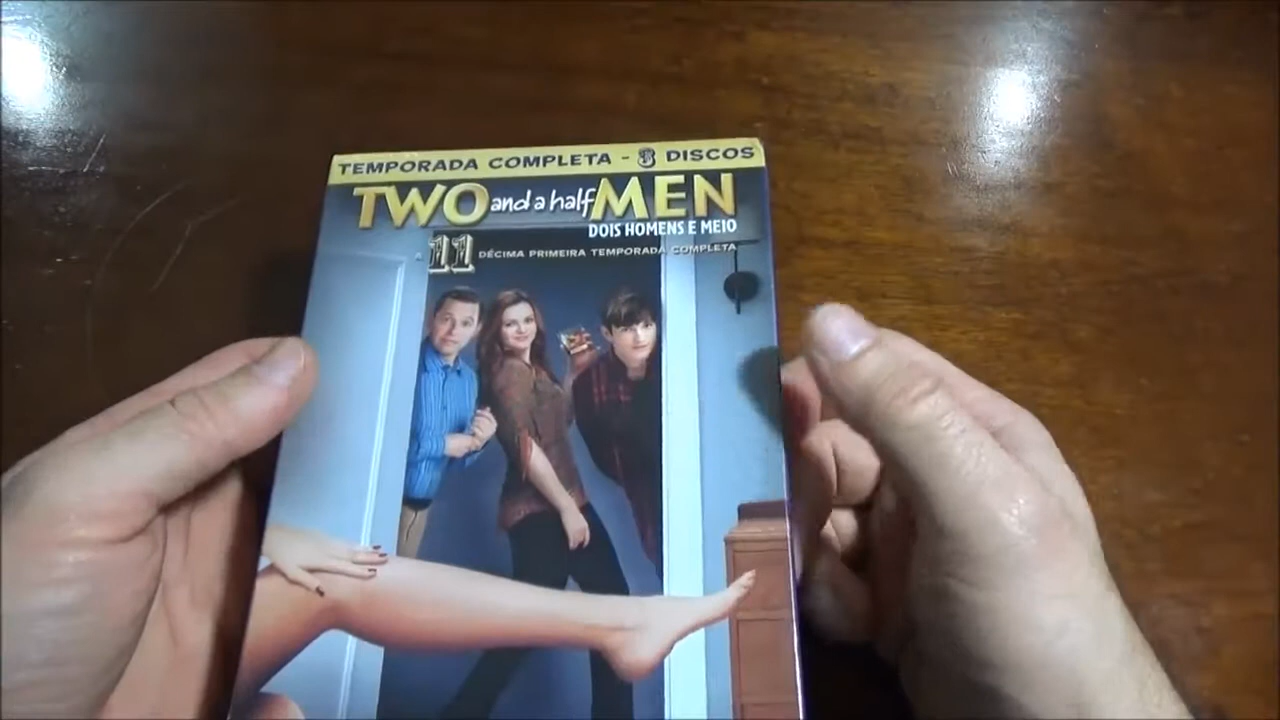 TEMPORADA COMPLETA - 3 DISCOS
TWO and a half MEN
DOIS HOMENS E MEIO
11 DÉCIMA PRIMEIRA TEMPORADA COMPLETA